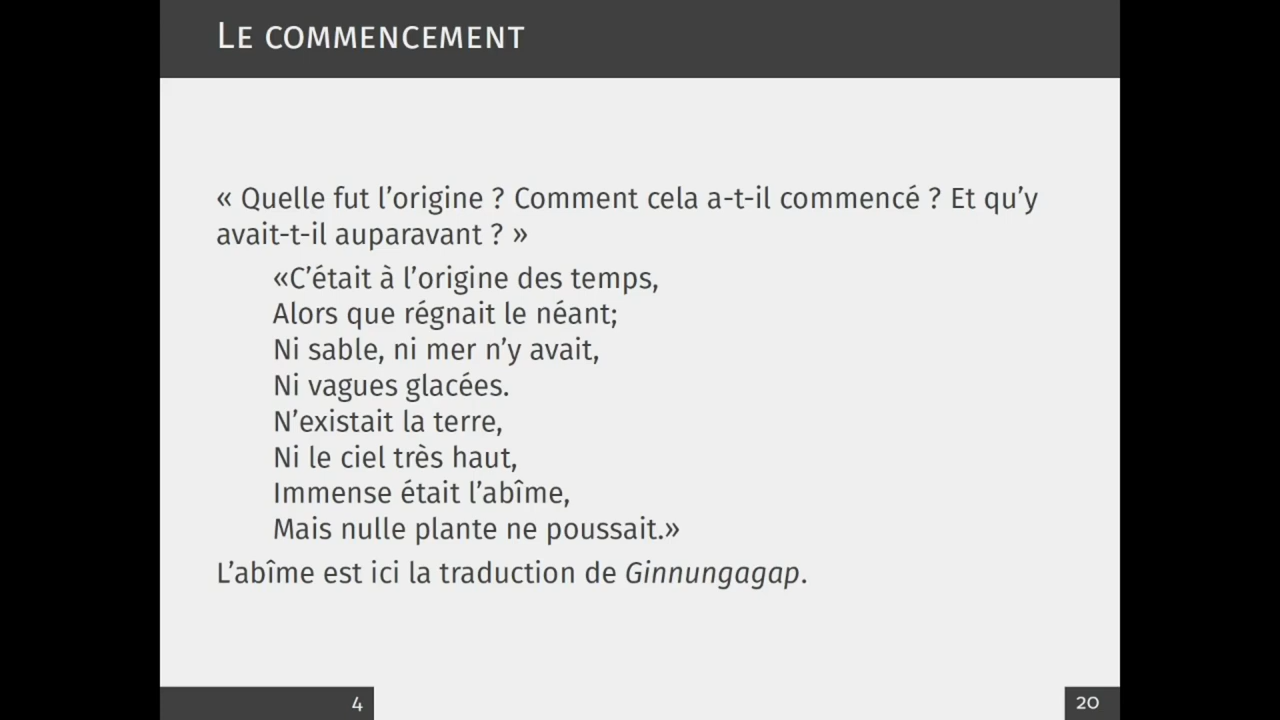 Le commencement
« Quelle fut l’origine ? Comment cela a-t-il commencé ? Et qu’y
avait-t-il auparavant ? »
«C’était à l’origine des temps,
Alors que régnait le néant;
Ni sable, ni mer n’y avait,
Ni vagues glacées.
N’existait la terre,
Ni le ciel très haut,
Immense était l’abîme,
Mais nulle plante ne poussait.»
L’abîme est ici la traduction de Ginnungagap.
4
20